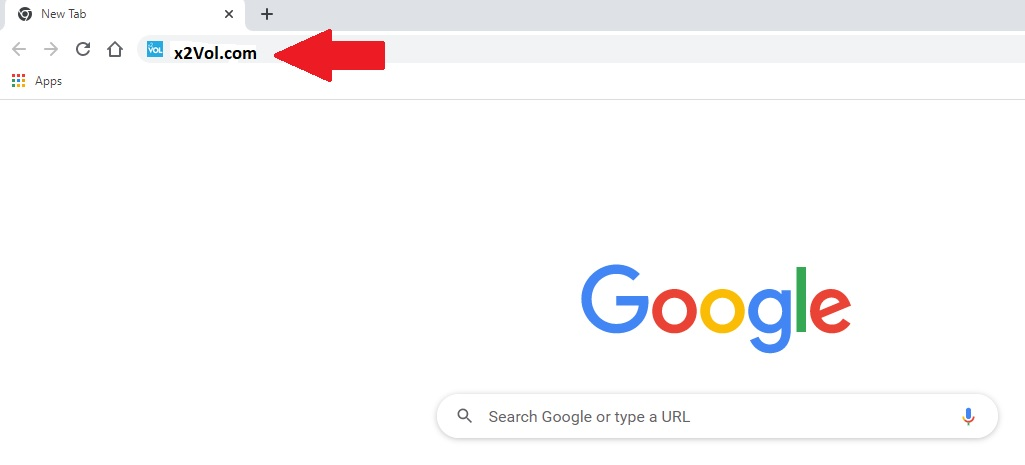 New Tab
VOL x2Vol.com
Apps
Google
Search Google or type a URL